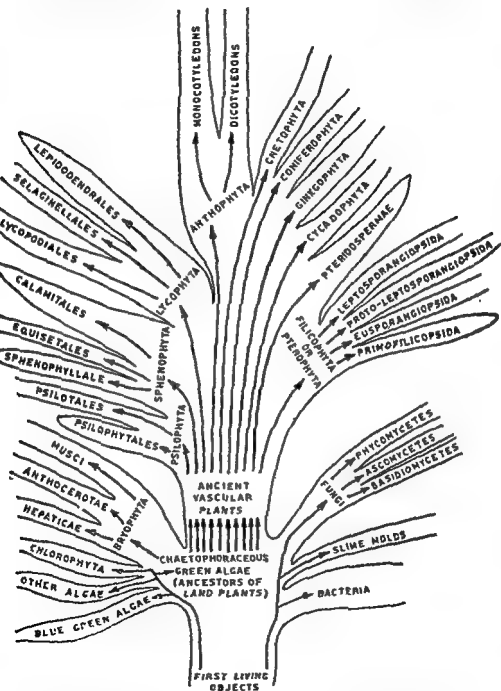 MONOCOTYLEDONS
DICOTYLEDONS
CNETOPHYTA
CONIFEROPHYTA
GINKGOPHYTA
CYCADOPHYTA
PTERIDOSPERMAE
ANTHOPHYTA
LEPIDODENDRALES
SELAGINELLALES
LYCOPODIALES
LYCOPHYTA
CALAMITALES
EQUISETALES
SPHENOPHYLLALE
SPHENOPHYTA
PSILOTALES
PSILOPHYTALES
PSILOPHYTA
LEPTOSPORANGIOPSIDA
PROTO-LEPTOSPORANGIOPSIDA
EUSPORANGIOPSIDA
PRIMOFILICOPSIDA
FILICOPHYTA
OR
PTEROPHYTA
MUSCI
ANTHOCEROTAE
HEPATICAE
BRYOPHYTA
ANCIENT
VASCULAR
PLANTS
PHYCOMYCETES
ASCOMYCETES
BASIDIOMYCETES
FUNGI
CHLOROPHYTA
OTHER ALGAE
BLUE GREEN ALGAE
CHAETOPHORACEOUS
GREEN ALGAE
(ANCESTORS OF
LAND PLANTS)
SLIME MOLDS
BACTERIA
FIRST LIVING
OBJECTS